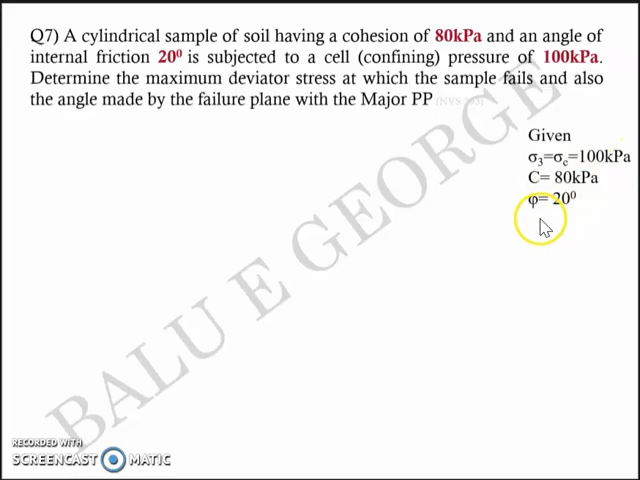 Q7) A cylindrical sample of soil having a cohesion of 80kPa and an angle of
internal friction 20⁰ is subjected to a cell (confining) pressure of 100kPa.
Determine the maximum deviator stress at which the sample fails and also
the angle made by the failure plane with the Major PP
Given
σ₃=σc=100kPa
C= 80kPa
φ= 20⁰
BALU E GEORGE
RECORDED WITH
SCREENCAST MATIC